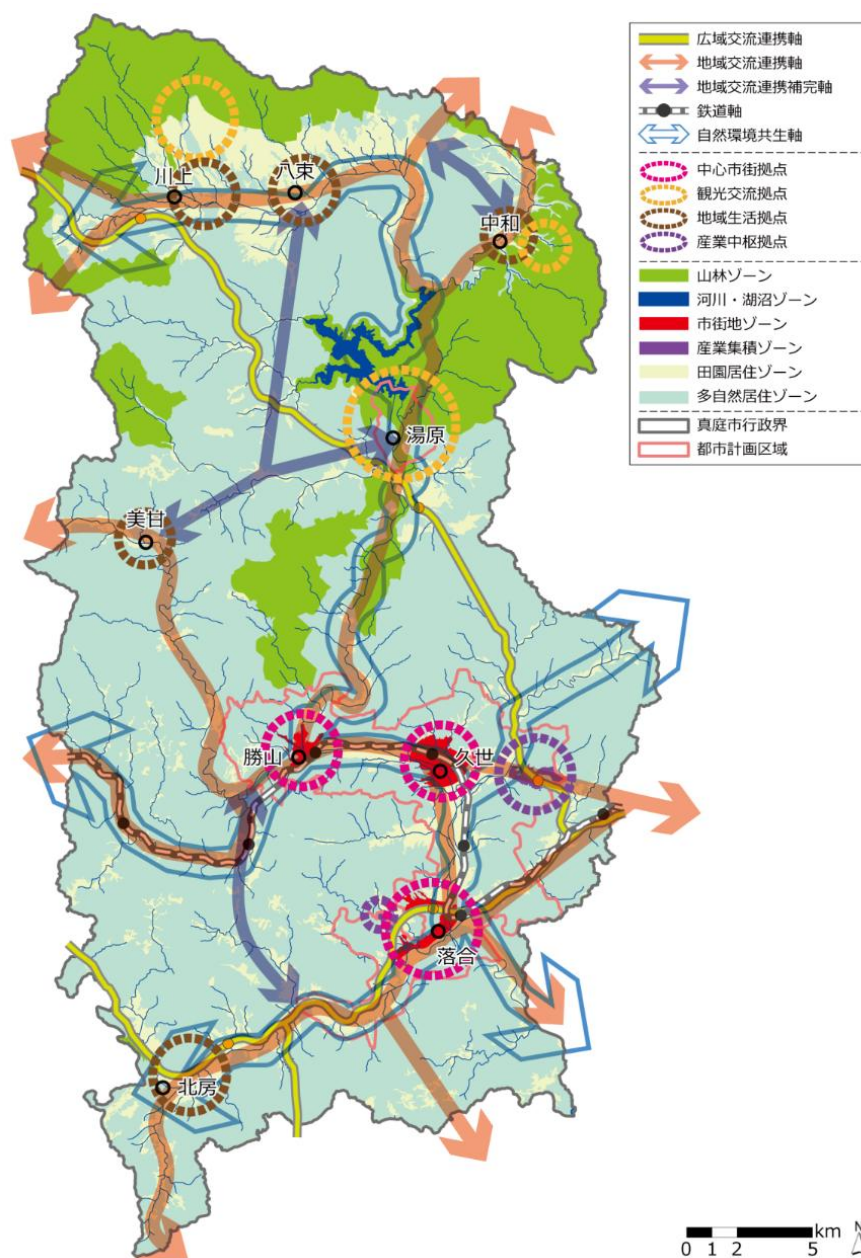 広域交流連携軸
地域交流連携軸
地域交流連携補完軸
鉄道軸
自然環境共生軸
中心市街拠点
観光交流拠点
地域生活拠点
産業中枢拠点
山林ゾーン
河川・湖沼ゾーン
市街地ゾーン
産業集積ゾーン
田園居住ゾーン
多自然居住ゾーン
真庭市行政界
都市計画区域
川上
八束
中和
湯原
美甘
勝山
久世
落合
北房
km
N
0 1 2 5